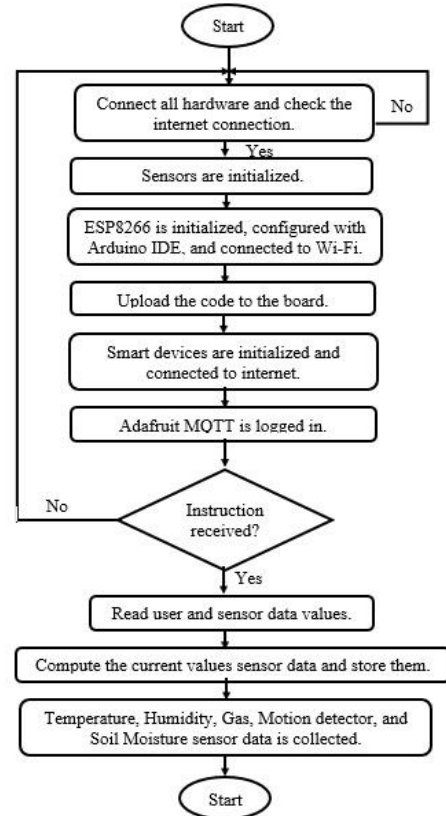 Start
Connect all hardware and check the
internet connection.
No
Yes
Sensors are initialized.
ESP8266 is initialized, configured with
Arduino IDE, and connected to Wi-Fi.
Upload the code to the board.
Smart devices are initialized and
connected to internet.
Adafruit MQTT is logged in.
No
Instruction
received?
Yes
Read user and sensor data values.
Compute the current values sensor data and store them.
Temperature, Humidity, Gas, Motion detector, and
Soil Moisture sensor data is collected.
Start